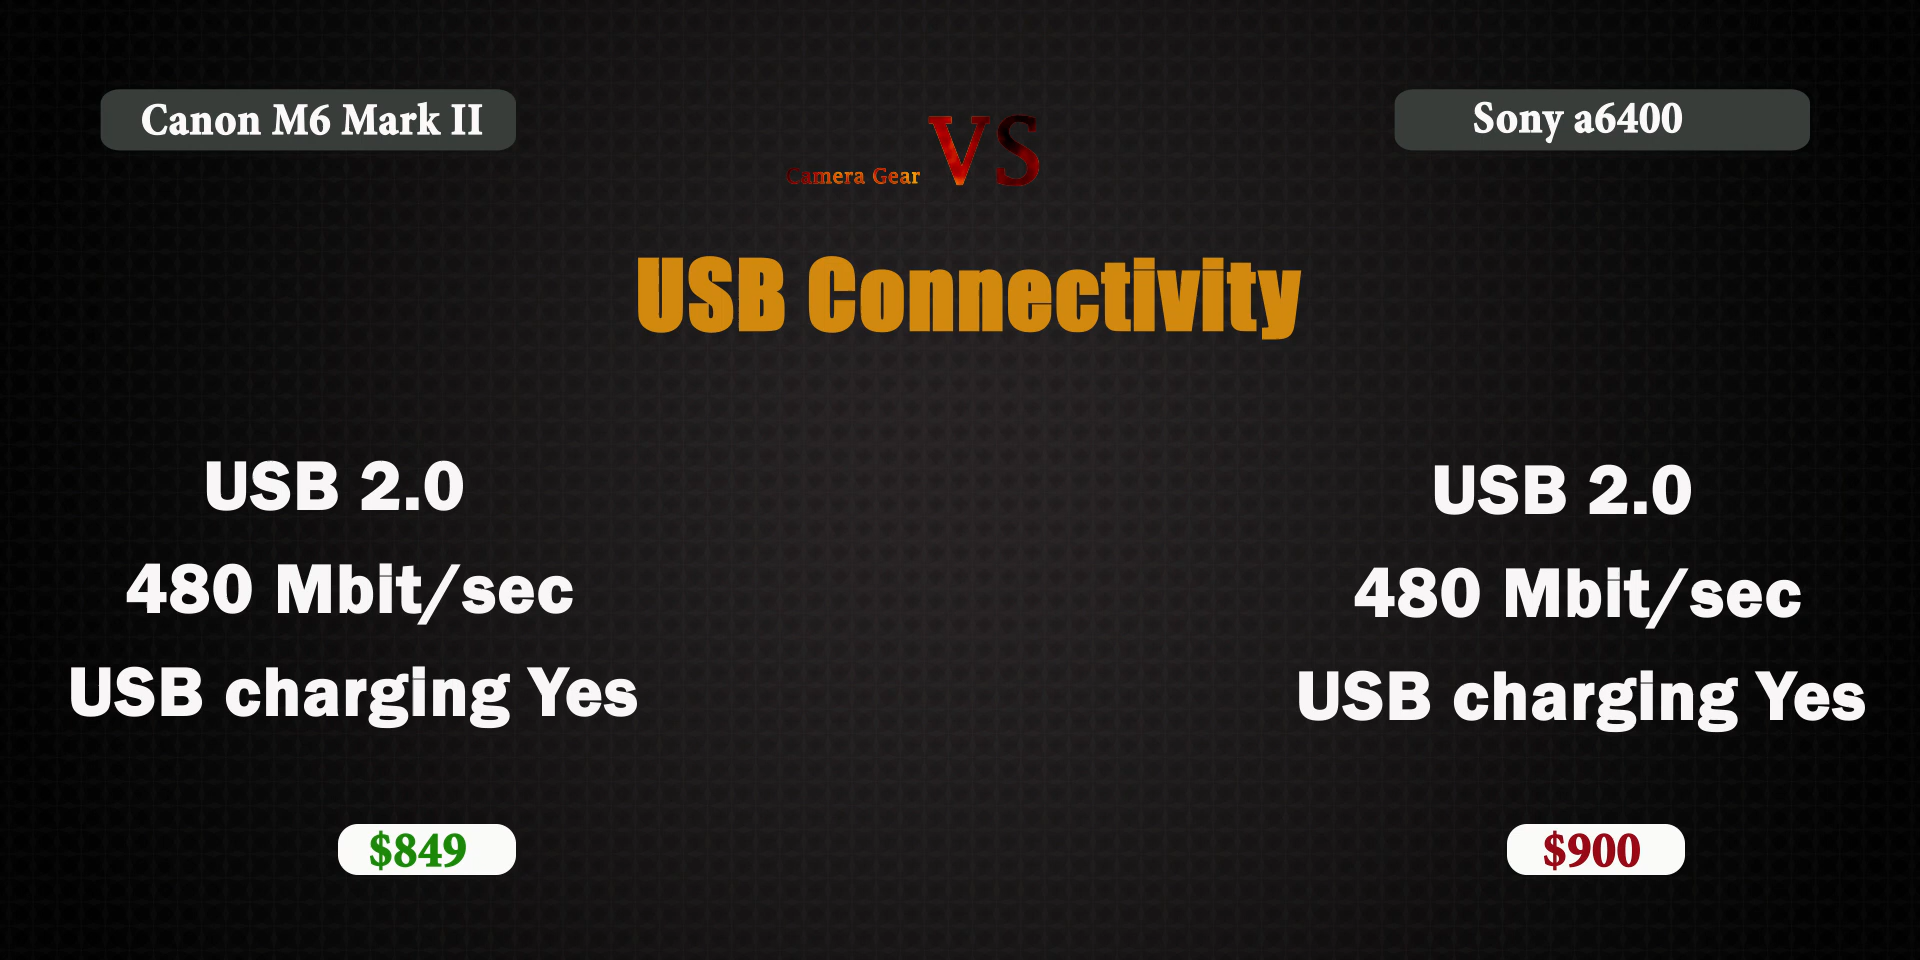 Canon M6 Mark II
Camera Gear VS
Sony a6400
USB Connectivity
USB 2.0
480 Mbit/sec
USB charging Yes
USB 2.0
480 Mbit/sec
USB charging Yes
$849
$900